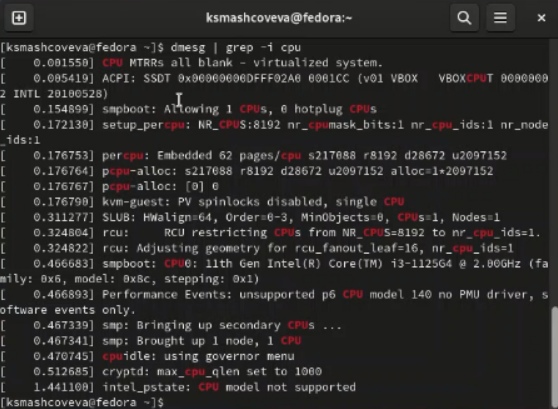 ksmashcoveva@fedora:~
[ksmashcoveva@fedora ~]$ dmesg | grep -i cpu
[    0.001550] CPU MTRRs all blank - virtualized system.
[    0.005419] ACPI: SSDT 0x00000000DFFF02A0 0001CC (v01 VBOX   VBOXCPUT 0000000
2 INTL 20100528)
[    0.154899] smpboot: Allowing 1 CPUs, 0 hotplug CPUs
[    0.172130] setup_percpu: NR_CPUS:8192 nr_cpumask_bits:1 nr_cpu_ids:1 nr_node
_ids:1
[    0.176753] percpu: Embedded 62 pages/cpu s217088 r8192 d28672 u2097152
[    0.176764] pcpu-alloc: s217088 r8192 d28672 u2097152 alloc=1*2097152
[    0.176767] pcpu-alloc: [0] 0
[    0.176790] kvm-guest: PV spinlocks disabled, single CPU
[    0.311277] SLUB: HWalign=64, Order=0-3, MinObjects=0, CPUs=1, Nodes=1
[    0.324804] rcu:     RCU restricting CPUs from NR_CPUS=8192 to nr_cpu_ids=1.
[    0.324822] rcu: Adjusting geometry for rcu_fanout_leaf=16, nr_cpu_ids=1
[    0.466683] smpboot: CPU0: 11th Gen Intel(R) Core(TM) i3-1125G4 @ 2.00GHz (fa
mily: 0x6, model: 0x8c, stepping: 0x1)
[    0.466893] Performance Events: unsupported p6 CPU model 140 no PMU driver, s
oftware events only.
[    0.467339] smp: Bringing up secondary CPUs ...
[    0.467341] smp: Brought up 1 node, 1 CPU
[    0.470745] cpuidle: using governor menu
[    0.512685] cryptd: max_cpu_qlen set to 1000
[    1.441100] intel_pstate: CPU model not supported
[ksmashcoveva@fedora ~]$